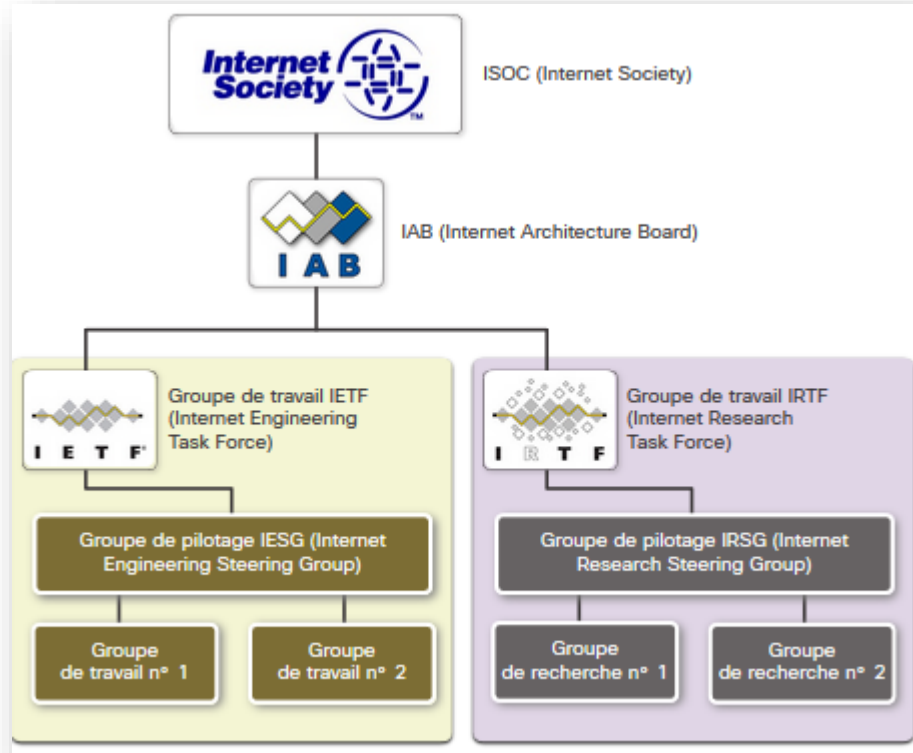 Internet
Society
TM
ISOC (Internet Society)
I A B
IAB (Internet Architecture Board)
I E T F®
Groupe de travail IETF
(Internet Engineering
Task Force)
I R T F
Groupe de travail IRTF
(Internet Research
Task Force)
Groupe de pilotage IESG (Internet
Engineering Steering Group)
Groupe de pilotage IRSG (Internet
Research Steering Group)
Groupe
de travail n° 1
Groupe
de travail n° 2
Groupe
de recherche n° 1
Groupe
de recherche n° 2